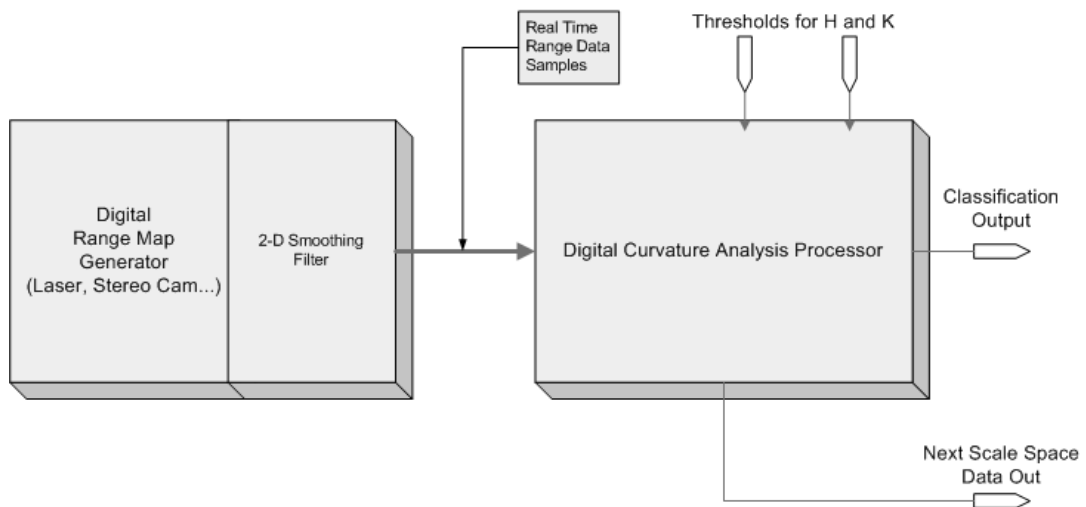 Real Time
Range Data
Samples
Thresholds for H and K
Digital
Range Map
Generator
(Laser, Stereo Cam...)
2-D Smoothing
Filter
Digital Curvature Analysis Processor
Classification
Output
Next Scale Space
Data Out